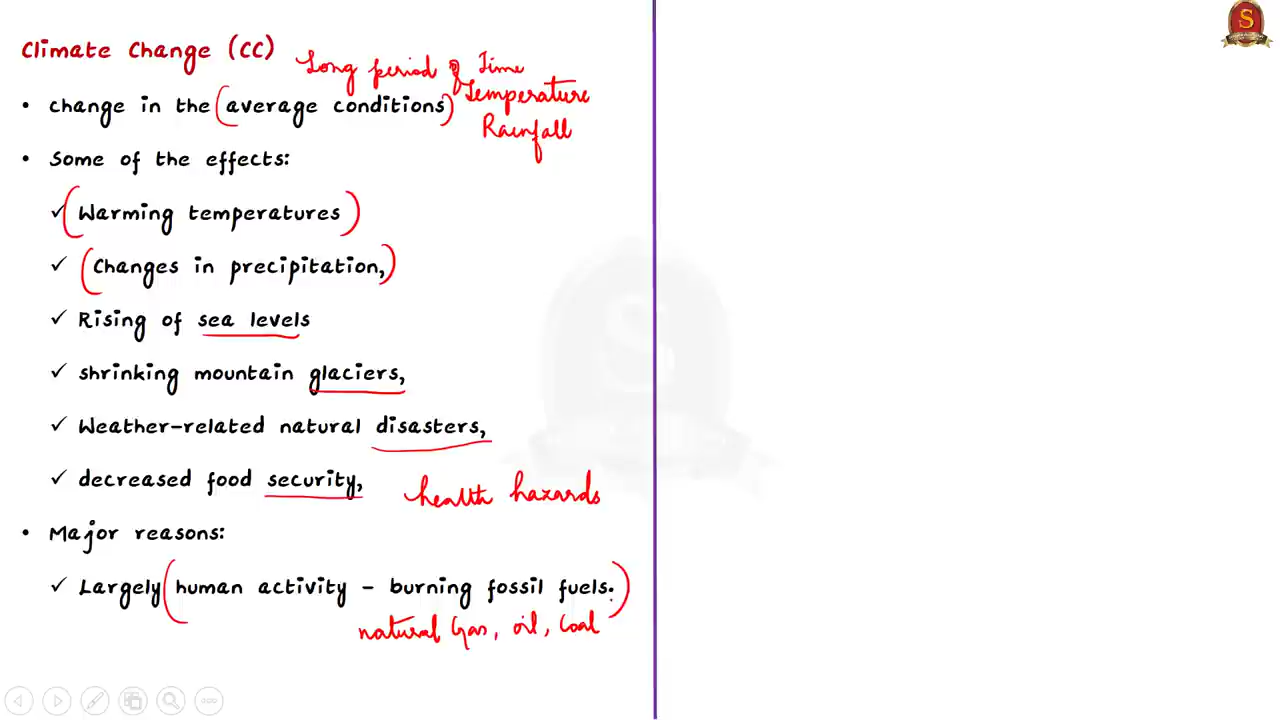 Climate Change (CC)
Long period of Time
• change in the (average conditions) Temperature
Rainfall
• Some of the effects:
✓ (Warming temperatures)
✓ (Changes in precipitation,)
✓ Rising of sea levels
✓ shrinking mountain glaciers,
✓ Weather-related natural disasters,
✓ decreased food security,
health hazards
• Major reasons:
✓ Largely (human activity - burning fossil fuels.)
natural Gas, oil, Coal
S